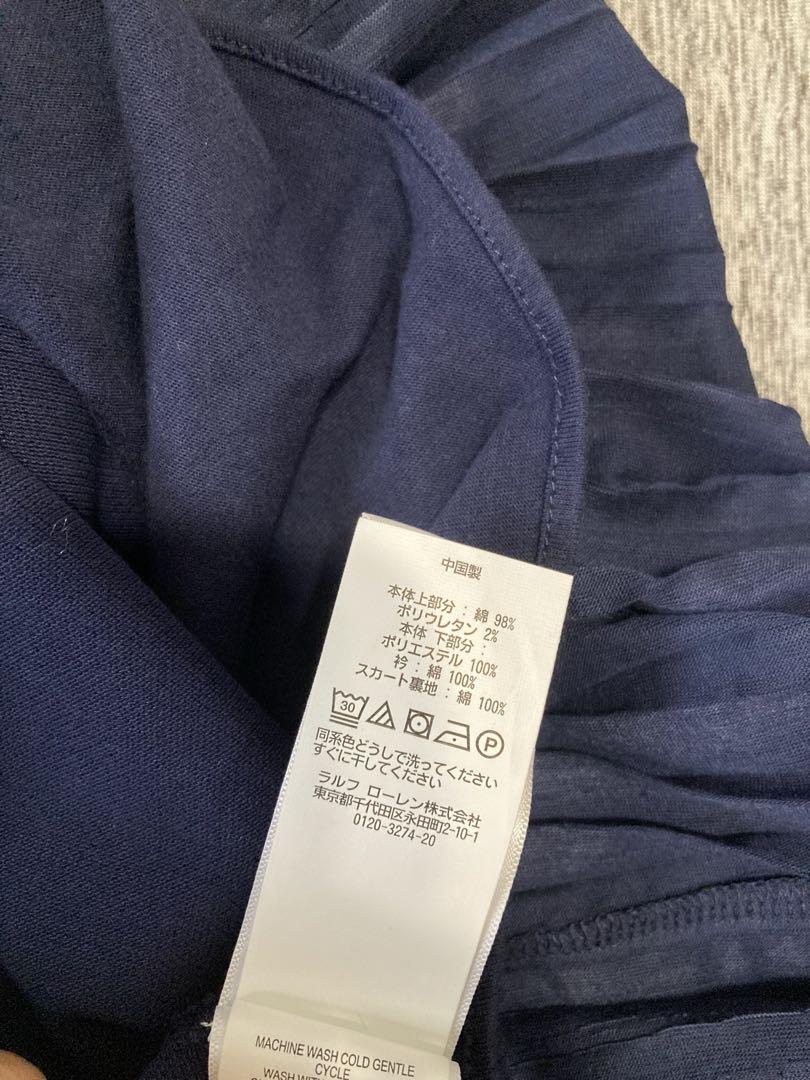 中国製
本体上部分 : 綿 98%
ポリウレタン 2%
本体 下部分 :
ポリエステル 100%
衿 : 綿 100%
スカート裏地 : 綿 100%
30 P
同系色どうしで洗ってください
すぐに干してください
ラルフ ローレン株式会社
東京都千代田区永田町2-10-1
0120-3274-20
MACHINE WASH COLD GENTLE
CYCLE